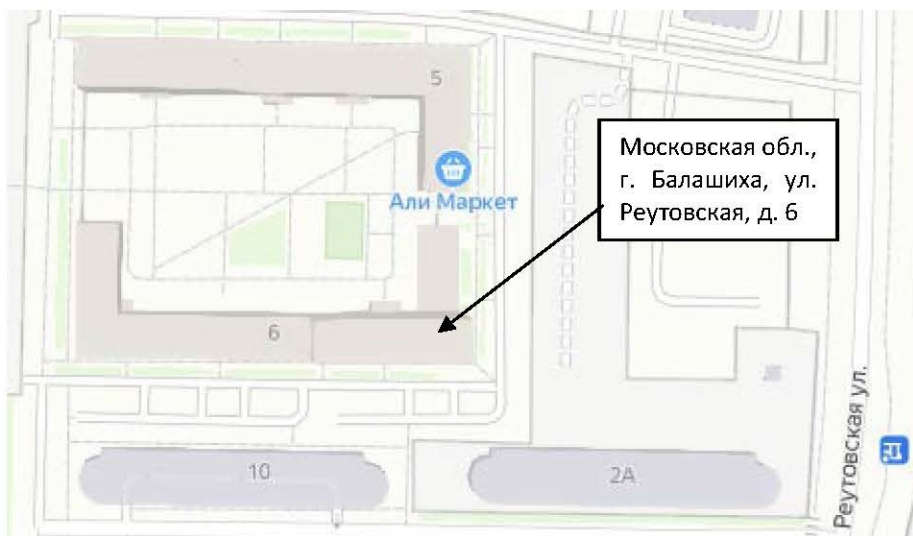 5
Московская обл.,
г. Балашиха, ул.
Реутовская, д. 6
Али Маркет
6
10
2А
Реутовская ул.